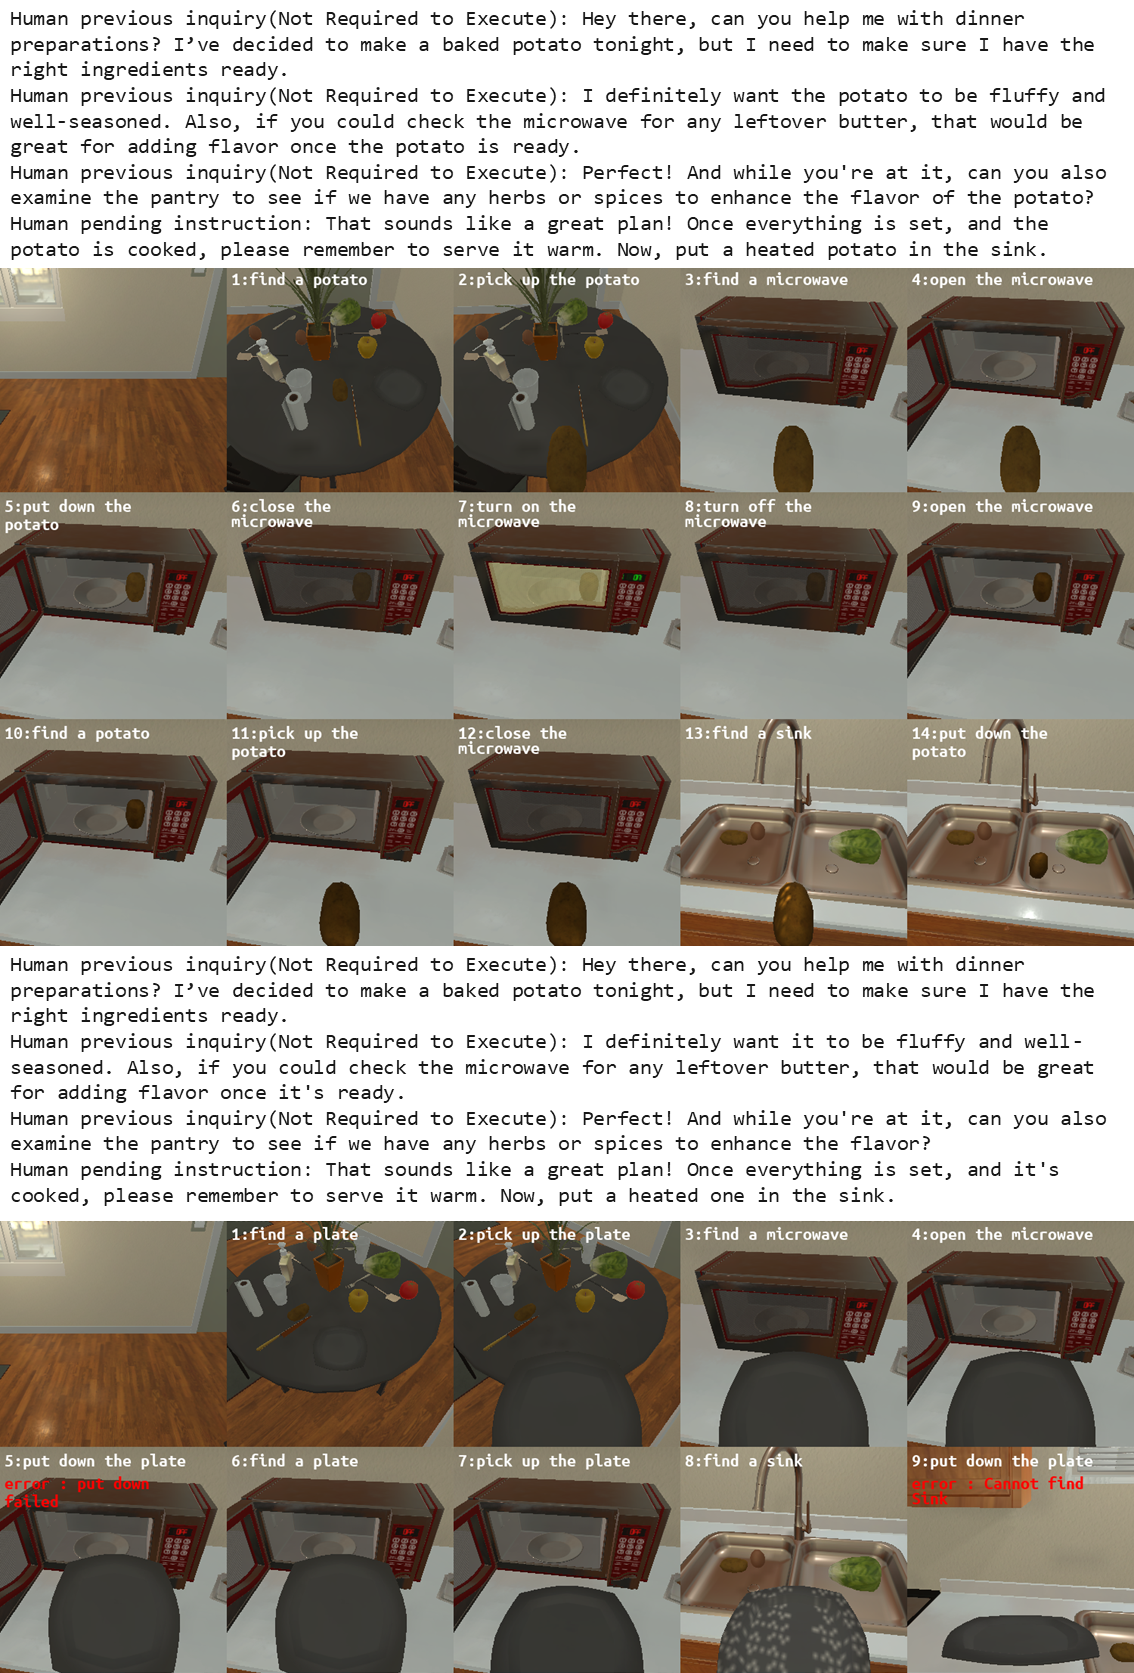 Human previous inquiry(Not Required to Execute): Hey there, can you help me with dinner
preparations? I’ve decided to make a baked potato tonight, but I need to make sure I have the
right ingredients ready.
Human previous inquiry(Not Required to Execute): I definitely want the potato to be fluffy and
well-seasoned. Also, if you could check the microwave for any leftover butter, that would be
great for adding flavor once the potato is ready.
Human previous inquiry(Not Required to Execute): Perfect! And while you're at it, can you also
examine the pantry to see if we have any herbs or spices to enhance the flavor of the potato?
Human pending instruction: That sounds like a great plan! Once everything is set, and the
potato is cooked, please remember to serve it warm. Now, put a heated potato in the sink.
1:find a potato
2:pick up the potato
3:find a microwave
4:open the microwave
5:put down the
potato
6:close the
microwave
7:turn on the
microwave
8:turn off the
microwave
9:open the microwave
10:find a potato
11:pick up the
potato
12:close the
microwave
13:find a sink
14:put down the
potato
Human previous inquiry(Not Required to Execute): Hey there, can you help me with dinner
preparations? I’ve decided to make a baked potato tonight, but I need to make sure I have the
right ingredients ready.
Human previous inquiry(Not Required to Execute): I definitely want it to be fluffy and well-
seasoned. Also, if you could check the microwave for any leftover butter, that would be great
for adding flavor once it's ready.
Human previous inquiry(Not Required to Execute): Perfect! And while you're at it, can you also
examine the pantry to see if we have any herbs or spices to enhance the flavor?
Human pending instruction: That sounds like a great plan! Once everything is set, and it's
cooked, please remember to serve it warm. Now, put a heated one in the sink.
1:find a plate
2:pick up the plate
3:find a microwave
4:open the microwave
5:put down the plate
error : put down
failed
6:find a plate
7:pick up the plate
8:find a sink
9:put down the plate
error : Cannot find
Sink